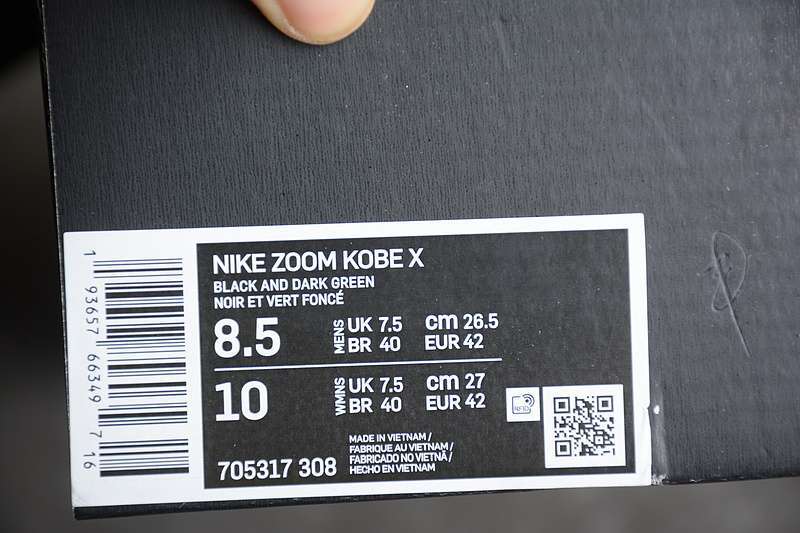 NIKE ZOOM KOBE X
BLACK AND DARK GREEN
NOIR ET VERT FONCÉ
8.5 MENS UK 7.5 cm 26.5
BR 40 EUR 42
10 WMNS UK 7.5 cm 27
BR 40 EUR 42
705317 308
MADE IN VIETNAM /
FABRIQUE AU VIETNAM /
FABRICADO NO VIETNÃ /
HECHO EN VIETNAM
RFID
1 93657 66349 7 16